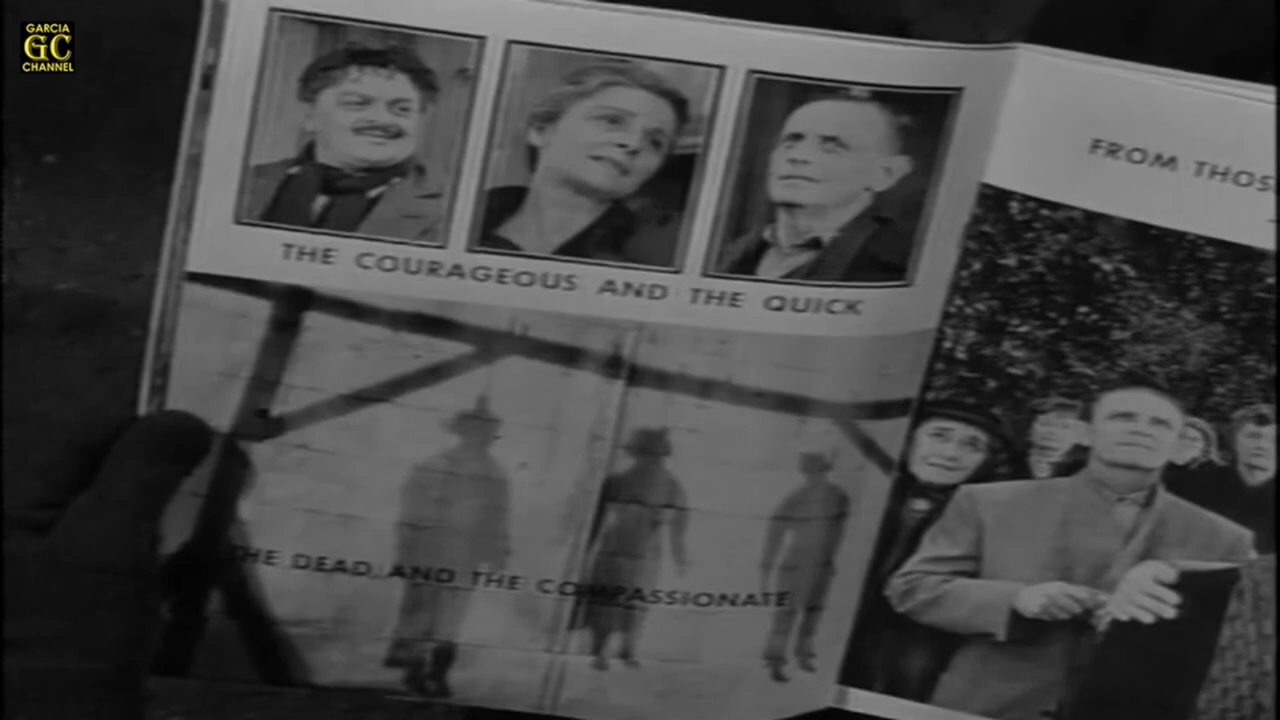 GARCIA
GC
CHANNEL
THE COURAGEOUS AND THE QUICK
THE DEAD, AND THE COMPASSIONATE
FROM THOS